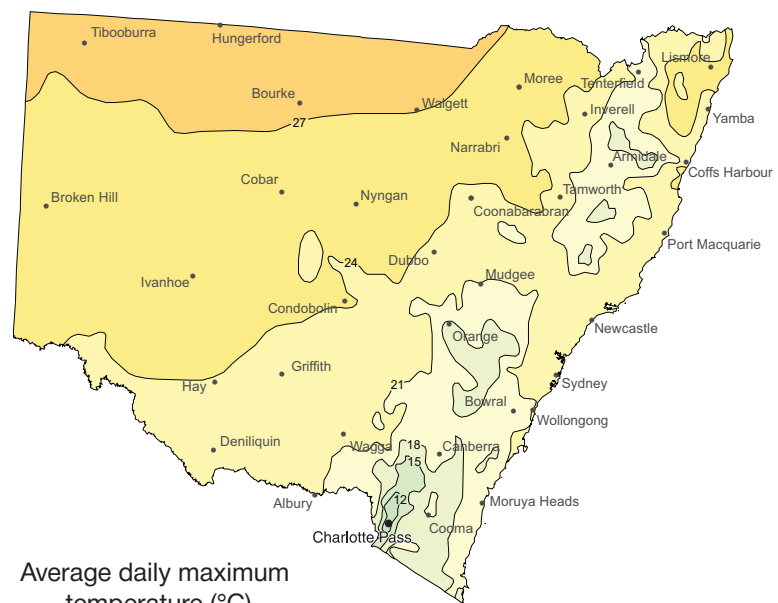 Tibooburra
Hungerford
Lismore
Tenterfield
Moree
Bourke
Walgett
Inverell
Yamba
27
Narrabri
Armidale
Coffs Harbour
Cobar
Tamworth
Broken Hill
Nyngan
Coonabarabran
Port Macquarie
Dubbo
24
Mudgee
Ivanhoe
Condobolin
Newcastle
Orange
Griffith
Hay
21
Sydney
Bowral
Wollongong
Deniliquin
Wagga
18
Canberra
15
Albury
12
Moruya Heads
Cooma
Charlotte Pass
Average daily maximum
temperature (°C)